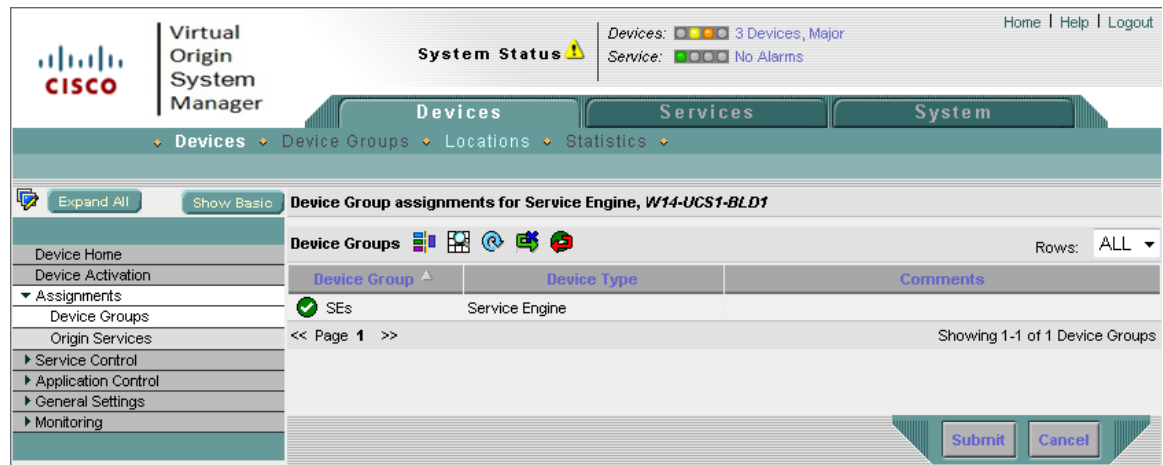 Home | Help | Logout
CISCO
Virtual
Origin
System
Manager
System Status
Devices: 3 Devices, Major
Service: No Alarms
Devices Services System
Devices Device Groups Locations Statistics
Expand All Show Basic
Device Group assignments for Service Engine, W14-UCS1-BLD1
Device Home
Device Activation
Assignments
Device Groups
Origin Services
Service Control
Application Control
General Settings
Monitoring
Device Groups Rows: ALL
Device Group Device Type Comments
SEs Service Engine
<< Page 1 >> Showing 1-1 of 1 Device Groups
Submit Cancel